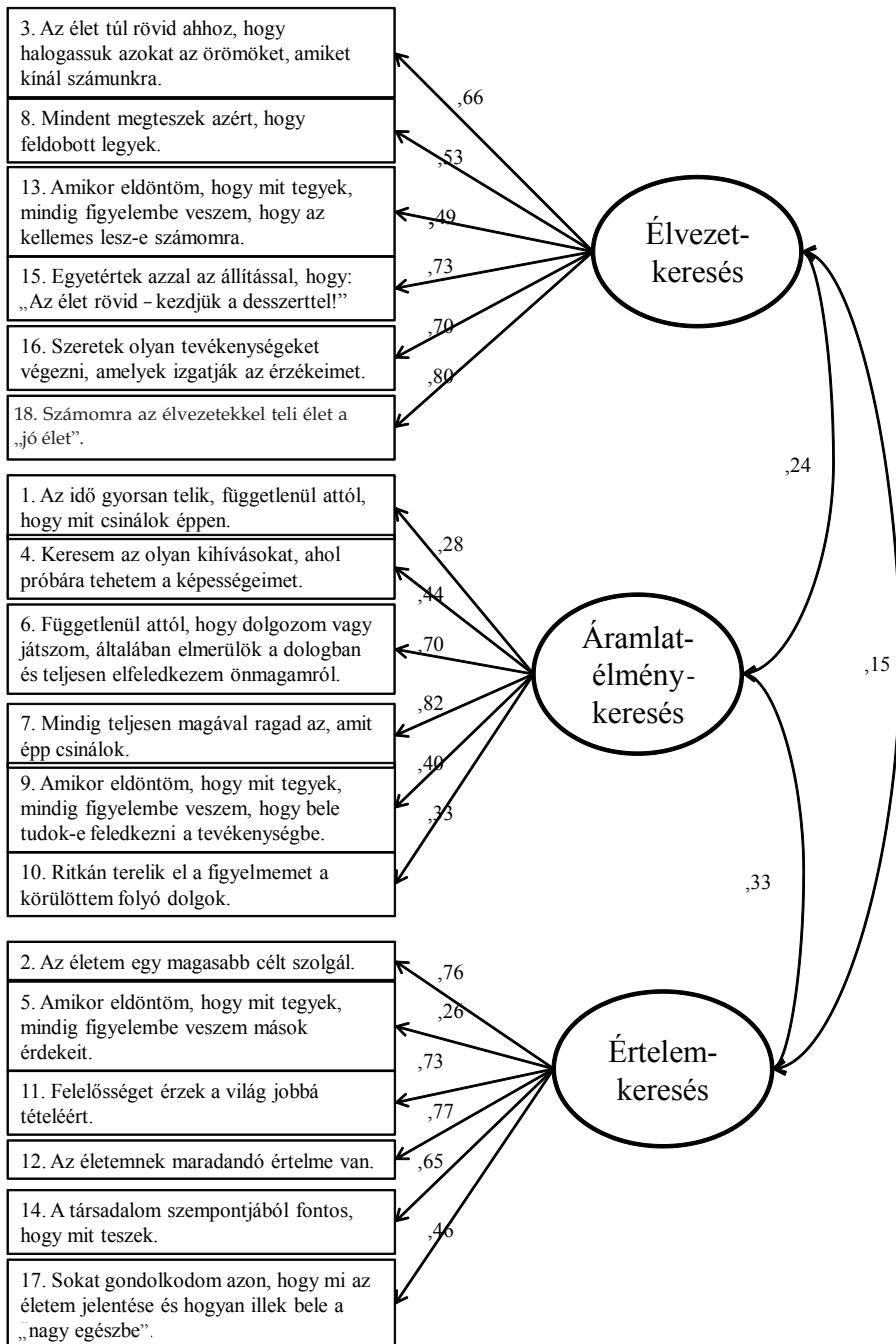 3. Az élet túl rövid ahhoz, hogy
halogassuk azokat az örömöket, amiket
kínál számunkra.
8. Mindent megteszek azért, hogy
feldobott legyek.
13. Amikor eldöntöm, hogy mit tegyek,
mindig figyelembe veszem, hogy az
kellemes lesz-e számomra.
15. Egyetértek azzal az állítással, hogy:
„Az élet rövid – kezdjük a desszerttel!”
16. Szeretek olyan tevékenységeket
végezni, amelyek izgatják az érzékeimet.
18. Számomra az élvezetekkel teli élet a
„jó élet”.
,66
,53
,49
,73
,70
,80
Élvezet-
keresés
1. Az idő gyorsan telik, függetlenül attól,
hogy mit csinálok éppen.
4. Keresem az olyan kihívásokat, ahol
próbára tehetem a képességeimet.
6. Függetlenül attól, hogy dolgozom vagy
játszom, általában elmerülök a dologban
és teljesen elfeledkezem önmagamról.
7. Mindig teljesen magával ragad az, amit
épp csinálok.
9. Amikor eldöntöm, hogy mit tegyek,
mindig figyelembe veszem, hogy bele
tudok-e feledkezni a tevékenységbe.
10. Ritkán terelik el a figyelmemet a
körülöttem folyó dolgok.
,28
,44
,70
,82
,40
,33
Áramlat-
élmény-
keresés
2. Az életem egy magasabb célt szolgál.
5. Amikor eldöntöm, hogy mit tegyek,
mindig figyelembe veszem mások
érdekeit.
11. Felelősséget érzek a világ jobbá
tételéért.
12. Az életemnek maradandó értelme van.
14. A társadalom szempontjából fontos,
hogy mit teszek.
17. Sokat gondolkodom azon, hogy mi az
életem jelentése és hogyan illek bele a
„nagy egészbe”.
,76
,26
,73
,77
,65
,46
Értelem-
keresés
,24
,15
,33